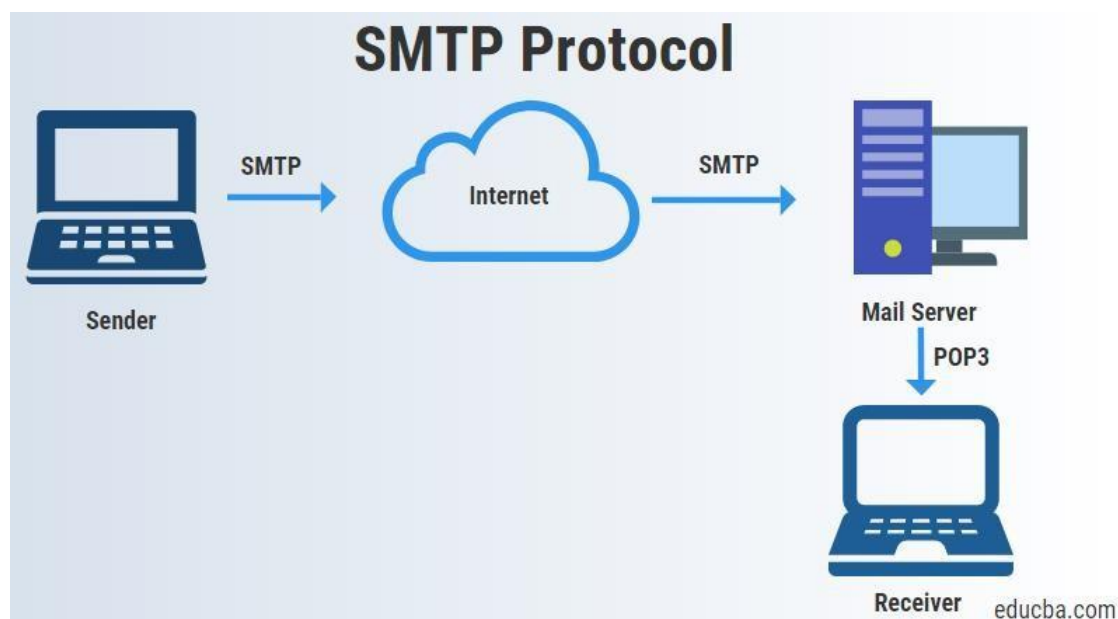 SMTP Protocol
SMTP
Internet
SMTP
Sender
Mail Server
POP3
Receiver
educba.com